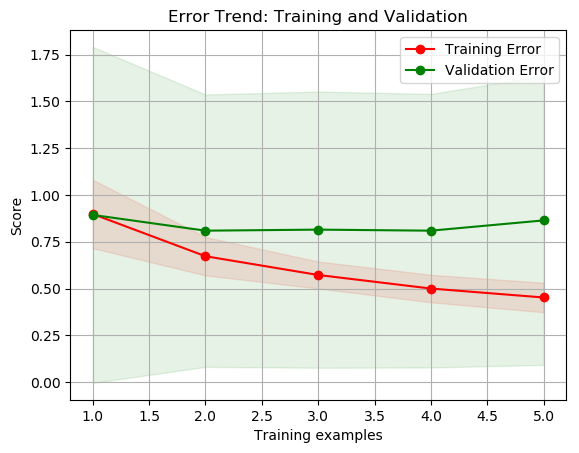 Error Trend: Training and Validation
Training Error
Validation Error
Score
1.75
1.50
1.25
1.00
0.75
0.50
0.25
0.00
1.0 1.5 2.0 2.5 3.0 3.5 4.0 4.5 5.0
Training examples